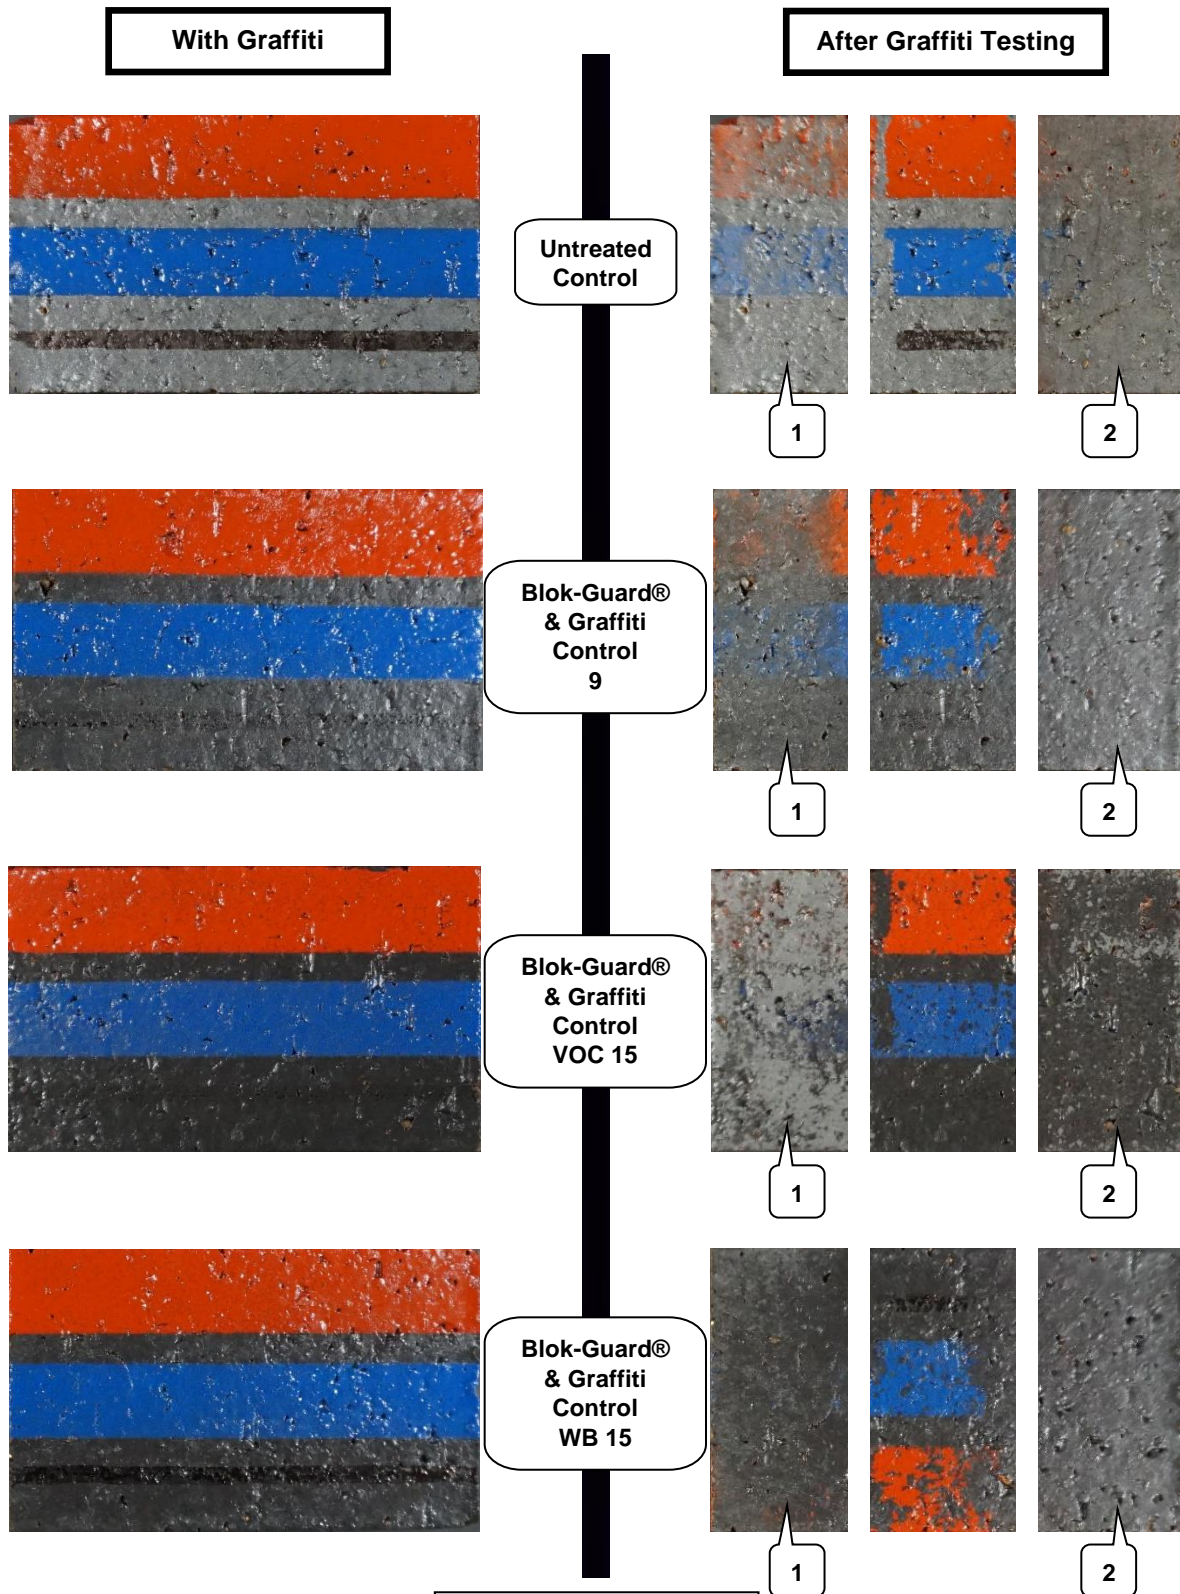 With Graffiti
After Graffiti Testing
Untreated
Control
1
2
Blok-Guard®
& Graffiti
Control
9
1
2
Blok-Guard®
& Graffiti
Control
VOC 15
1
2
Blok-Guard®
& Graffiti
Control
WB 15
1
2